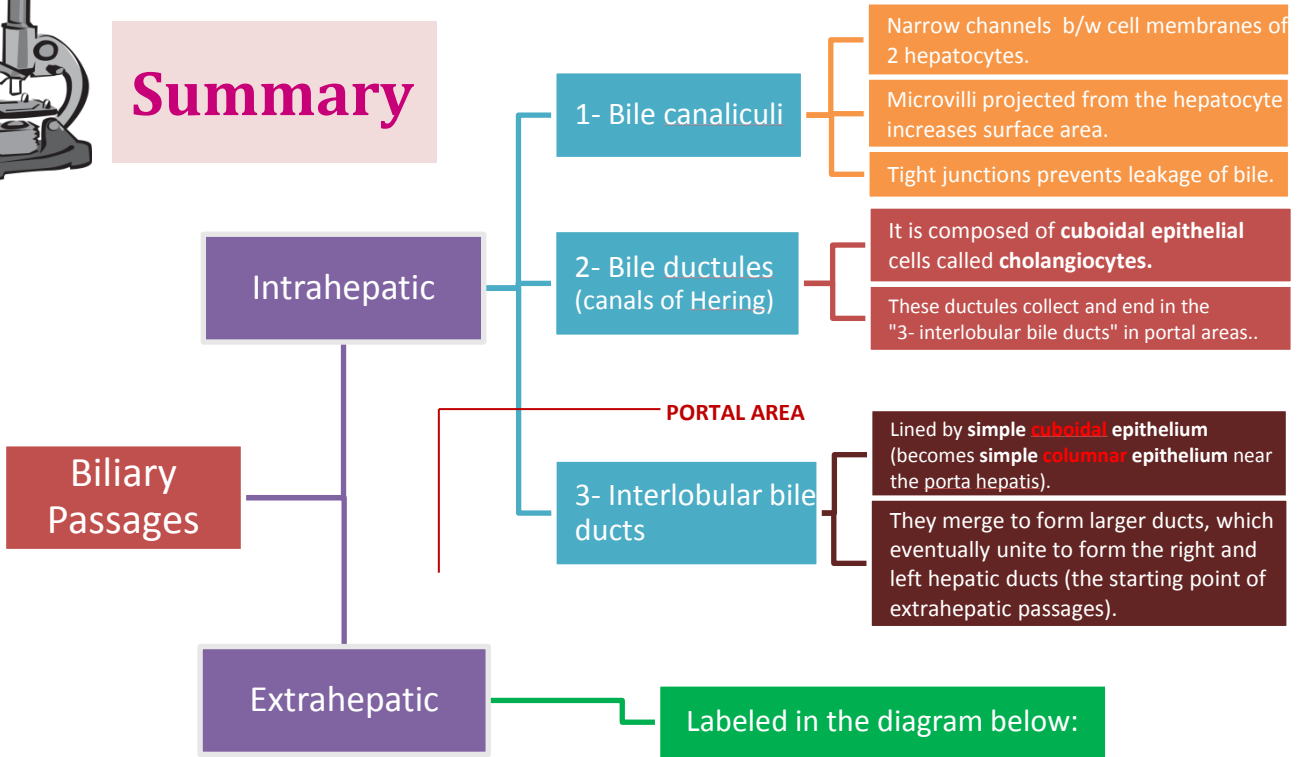 Summary
Biliary
Passages
Intrahepatic
1- Bile canaliculi
Narrow channels b/w cell membranes of
2 hepatocytes.
Microvilli projected from the hepatocyte
increases surface area.
Tight junctions prevents leakage of bile.
2- Bile ductules
(canals of Hering)
It is composed of cuboidal epithelial
cells called cholangiocytes.
These ductules collect and end in the
"3- interlobular bile ducts" in portal areas..
PORTAL AREA
3- Interlobular bile
ducts
Lined by simple cuboidal epithelium
(becomes simple columnar epithelium near
the porta hepatis).
They merge to form larger ducts, which
eventually unite to form the right and
left hepatic ducts (the starting point of
extrahepatic passages).
Extrahepatic
Labeled in the diagram below: